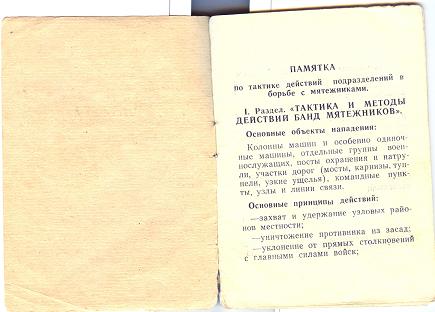 ПАМЯТКА
по тактике действий подразделений в
борьбе с мятежниками.
I. Раздел. «ТАКТИКА И МЕТОДЫ
ДЕЙСТВИЙ БАНД МЯТЕЖНИКОВ».
Основные объекты нападения:
Колонны машин и особенно одиноч-
ные машины, отдельные группы воен-
нослужащих, посты охранения и патру-
ли, участки дорог (мосты, карнизы, тун-
нели, узкие ущелья), командные пунк-
ты, узлы и линии связи.
Основные принципы действий:
—захват и удержание узловых райо-
нов местности;
—уничтожение противника из засад;
—уклонение от прямых столкновений
с главными силами войск;